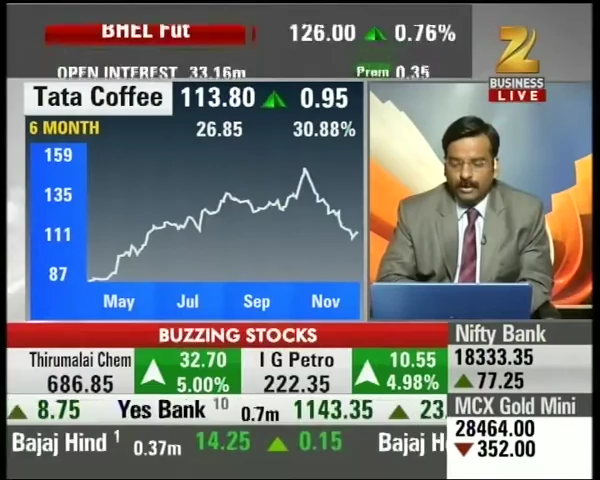 BHEL Fut 126.00 0.76%
OPEN INTEREST 33.16m Prem 0.35
Z
BUSINESS
LIVE
Tata Coffee 113.80 0.95
6 MONTH 26.85 30.88%
159
135
111
87
May Jul Sep Nov
BUZZING STOCKS
Thirumalai Chem 32.70
686.85 5.00%
I G Petro 10.55
222.35 4.98%
Nifty Bank
18333.35
77.25
8.75 Yes Bank 10 0.7m 1143.35 23
MCX Gold Mini
28464.00
352.00
Bajaj Hind 1 0.37m 14.25 0.15 Bajaj H